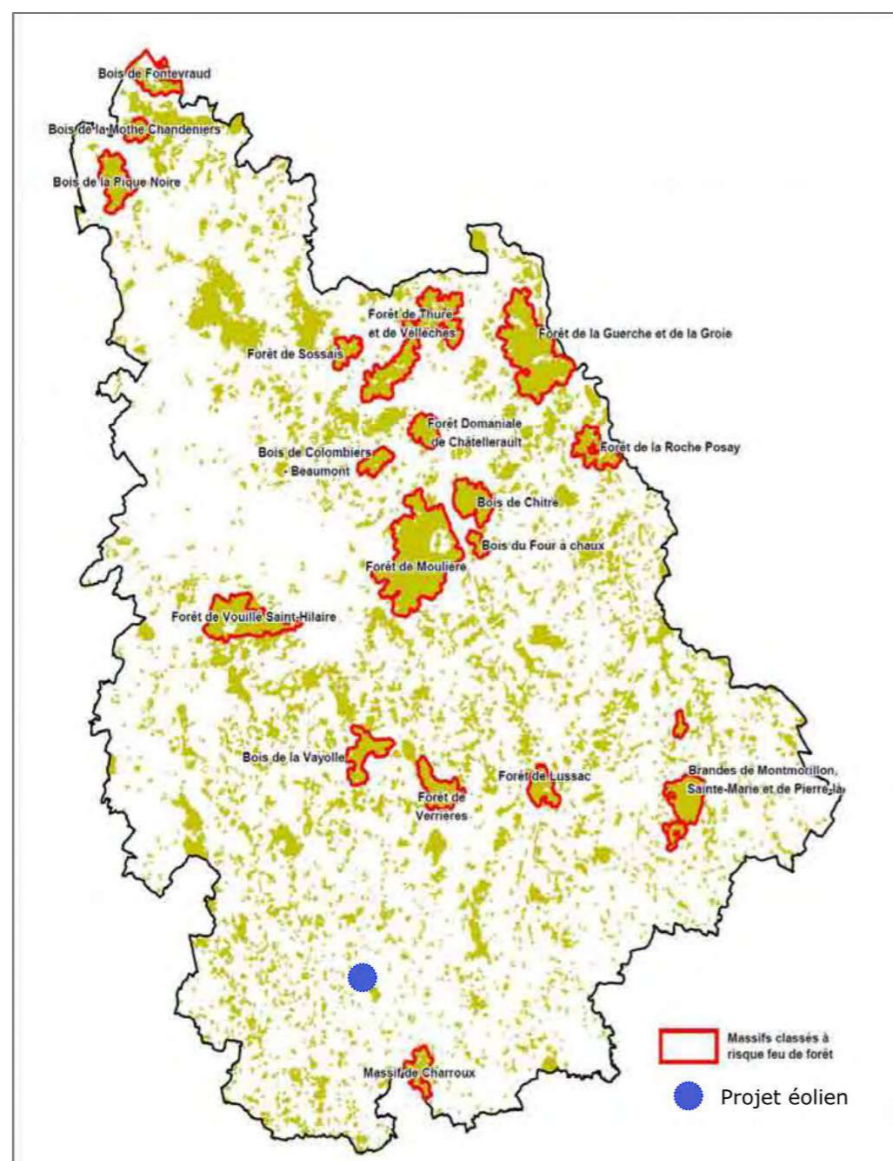 Bois de Fontevraud
Bois de la Mothe Chandeniers
Bois de la Pique Noire
Forêt de Thuré
et de Vellèches
Forêt de la Guerche et de la Groie
Forêt de Sossais
Forêt Domaniale
de Châtellerault
Bois de Colombiers
- Beaumont
Forêt de la Roche Posay
Bois de Chitre
Bois du Four à chaux
Forêt de Moulière
Forêt de Vouillé Saint-Hilaire
Bois de la Vayolle
Forêt de
Verrières
Forêt de Lussac
Brandes de Montmorillon,
Sainte-Marie et de Pierre-là
Massif de Charroux
Massifs classés à
risque feu de forêt
Projet éolien